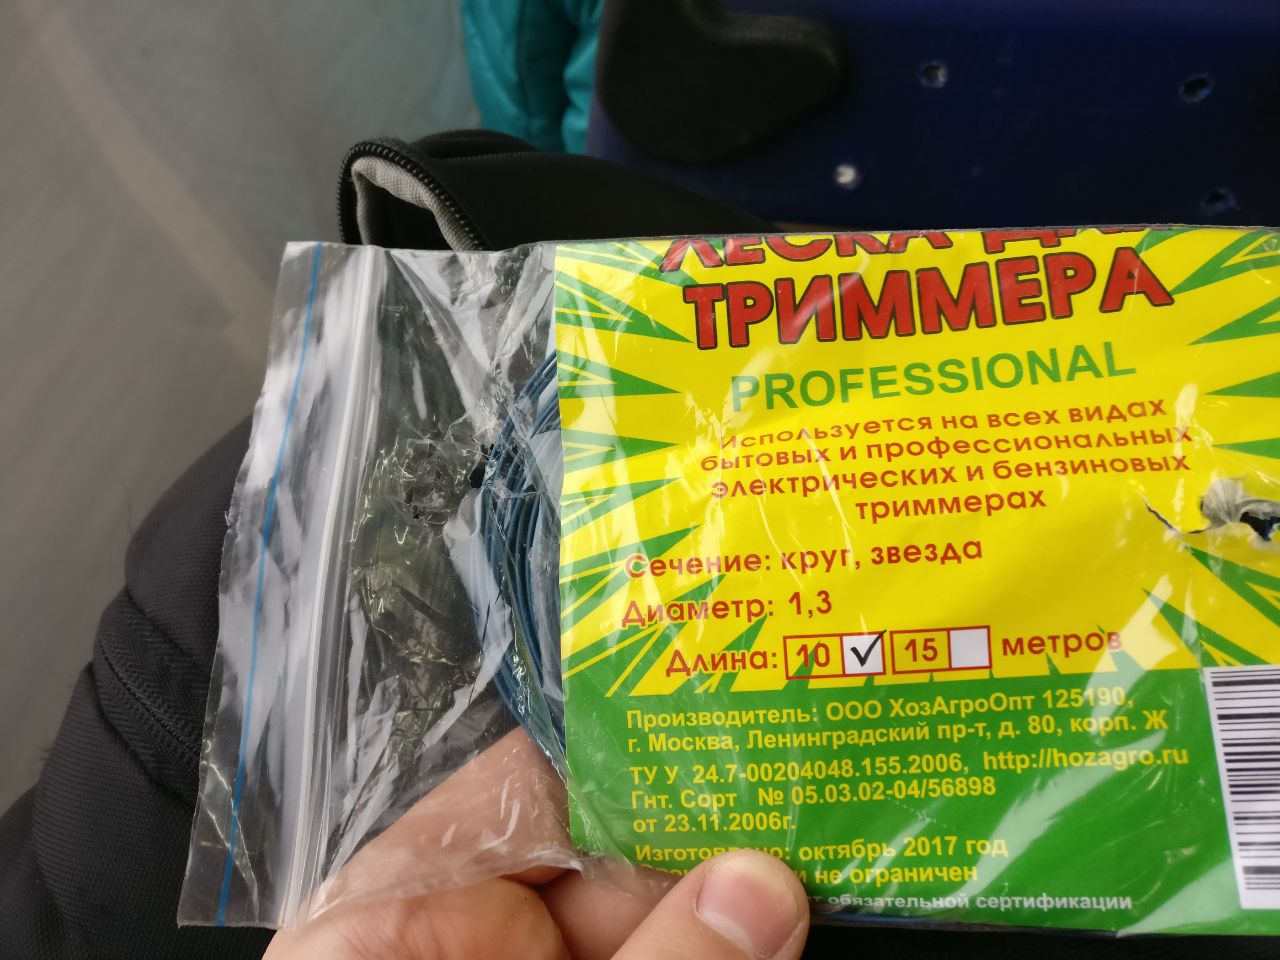 ЛЕСКА ДЛЯ
ТРИММЕРА
PROFESSIONAL
Используется на всех видах
бытовых и профессиональных
электрических и бензиновых
триммерах
Сечение: круг, звезда
Диаметр: 1,3
Длина: 10 ✓ 15 метров
Производитель: ООО ХозАгроОпт 125190,
г. Москва, Ленинградский пр-т, д. 80, корп. Ж
ТУ У 24.7-00204048.155.2006, http://hozagro.ru
Гнт. Сорт № 05.03.02-04/56898
от 23.11.2006г.
Изготовлено: октябрь 2017 год
не ограничен
обязательной сертификации